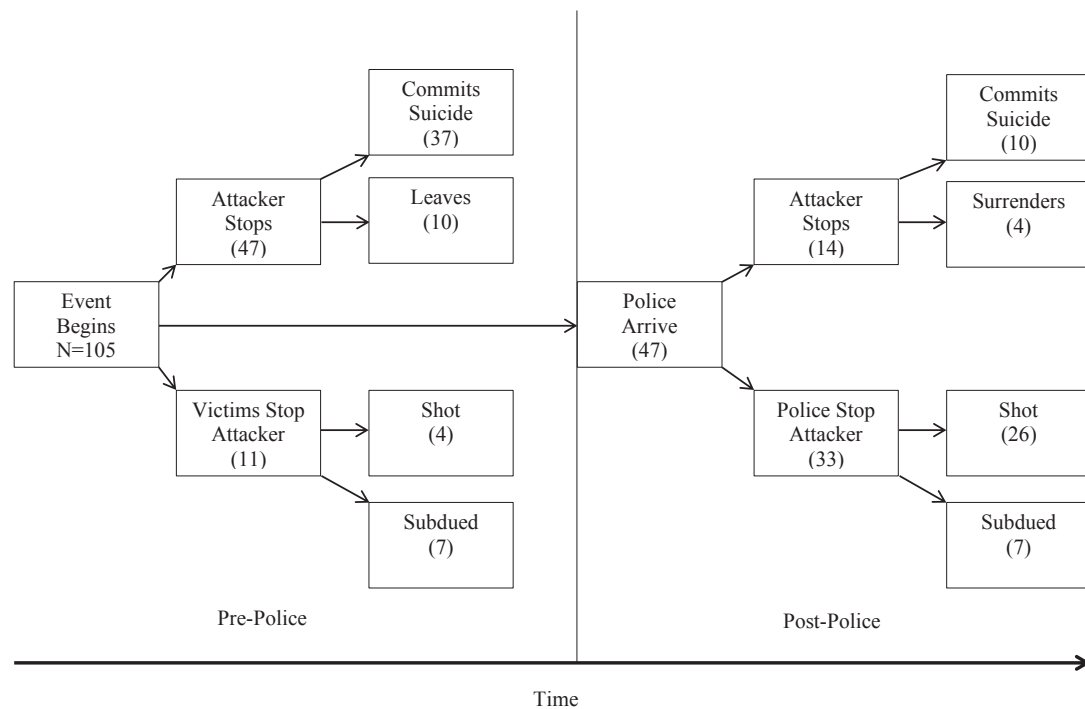 Event
Begins
N=105
Attacker
Stops
(47)
Commits
Suicide
(37)
Leaves
(10)
Victims Stop
Attacker
(11)
Shot
(4)
Subdued
(7)
Pre-Police
Police
Arrive
(47)
Attacker
Stops
(14)
Commits
Suicide
(10)
Surrenders
(4)
Police Stop
Attacker
(33)
Shot
(26)
Subdued
(7)
Post-Police
Time